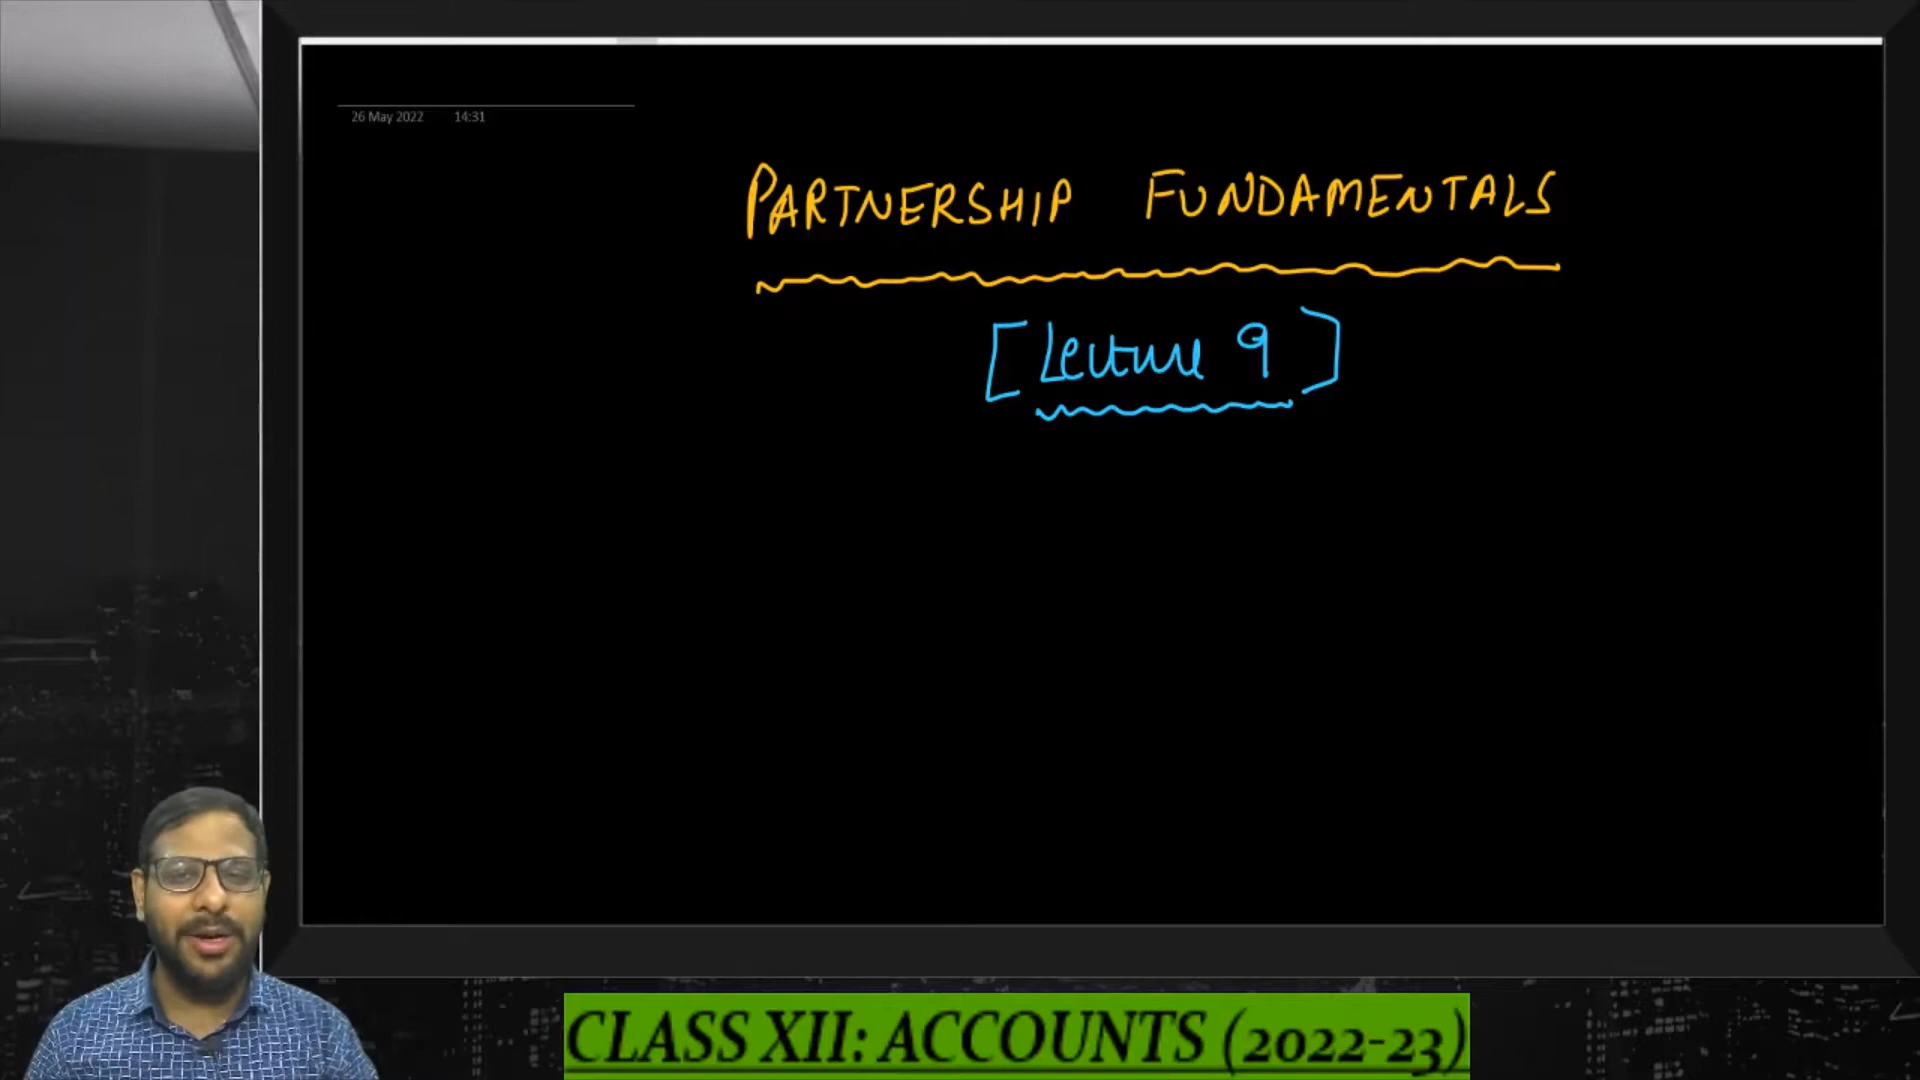 26 May 2022 14:31
PARTNERSHIP FUNDAMENTALS
[Lecture 9]
CLASS XII: ACCOUNTS (2022-23)